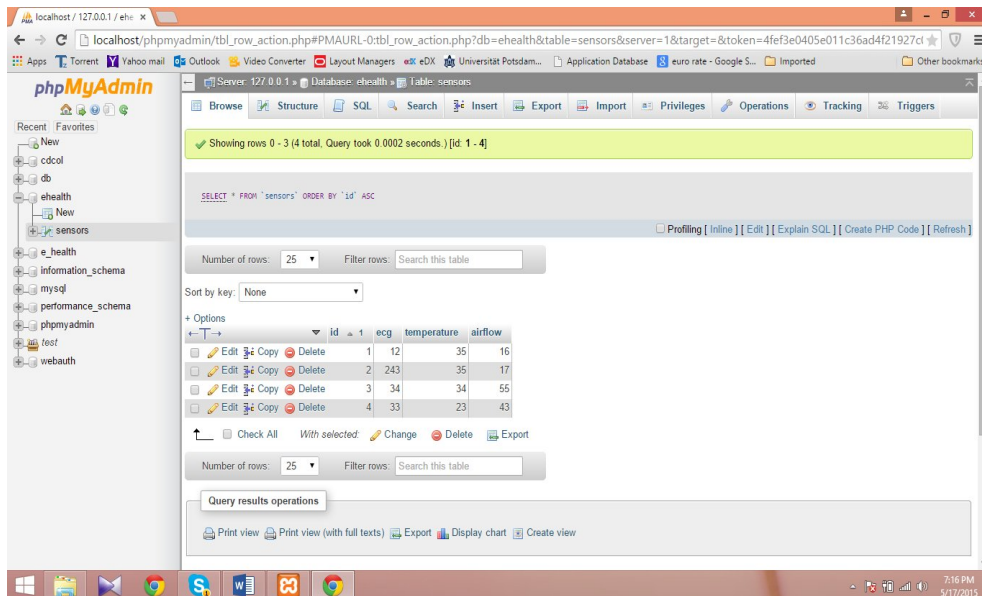 localhost / 127.0.0.1 / ehe
localhost/phpmyadmin/tbl_row_action.php#PMAURL-0:tbl_row_action.php?db=ehealth&table=sensors&server=1&target=&token=4fef3e0405e011c36ad4f21927c
Apps Torrent Yahoo mail Outlook Video Converter Layout Managers eDX Universität Potsdam... Application Database euro rate - Google S... Imported Other bookmarks
phpMyAdmin
Recent Favorites
New
cdcol
db
ehealth
New
sensors
e_health
information_schema
mysql
performance_schema
phpmyadmin
test
webauth
Server: 127.0.0.1 » Database: ehealth » Table: sensors
Browse Structure SQL Search Insert Export Import Privileges Operations Tracking Triggers
Showing rows 0 - 3 (4 total, Query took 0.0002 seconds.) [id: 1 - 4]
SELECT * FROM `sensors` ORDER BY `id` ASC
Profiling [ Inline ] [ Edit ] [ Explain SQL ] [ Create PHP Code ] [ Refresh ]
Number of rows: 25 Filter rows: Search this table
Sort by key: None
+ Options
←T→ id 1 ecg temperature airflow
Edit Copy Delete 1 12 35 16
Edit Copy Delete 2 243 35 17
Edit Copy Delete 3 34 34 55
Edit Copy Delete 4 33 23 43
Check All With selected: Change Delete Export
Number of rows: 25 Filter rows: Search this table
Query results operations
Print view Print view (with full texts) Export Display chart Create view
7:16 PM
5/17/2015